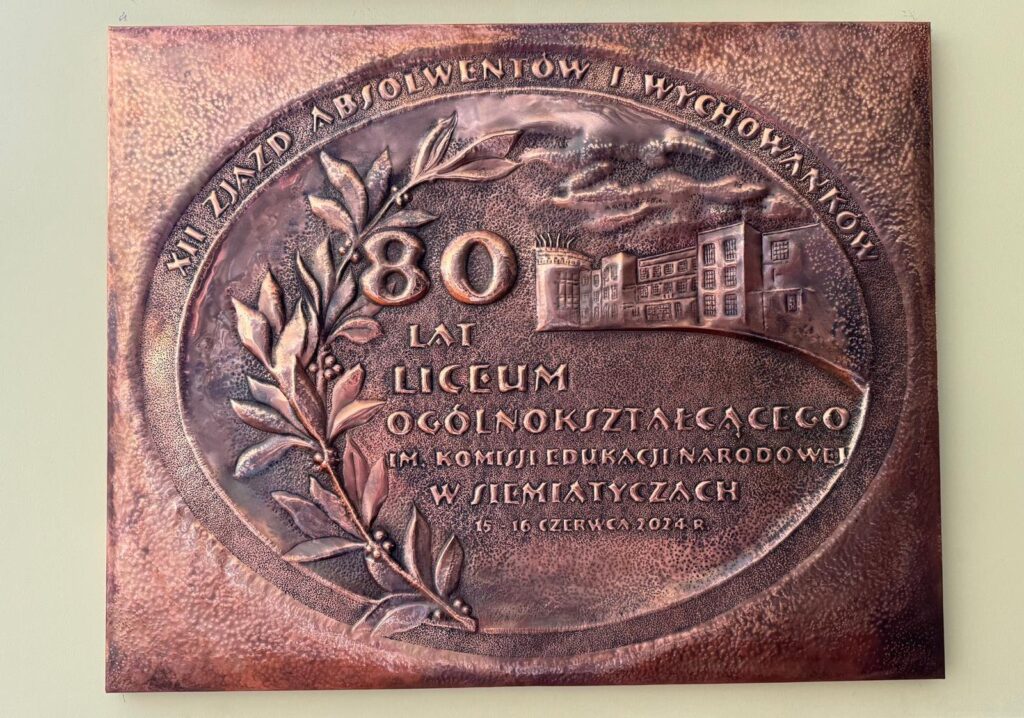 XII ZJAZD ABSOLWENTÓW I WYCHOWANKÓW
80
LAT
LICEUM
OGÓLNOKSZTAŁCĄCEGO
IM. KOMISJI EDUKACJI NARODOWEJ
W SIEMIATYCZACH
15 - 16 CZERWCA 2024 R.